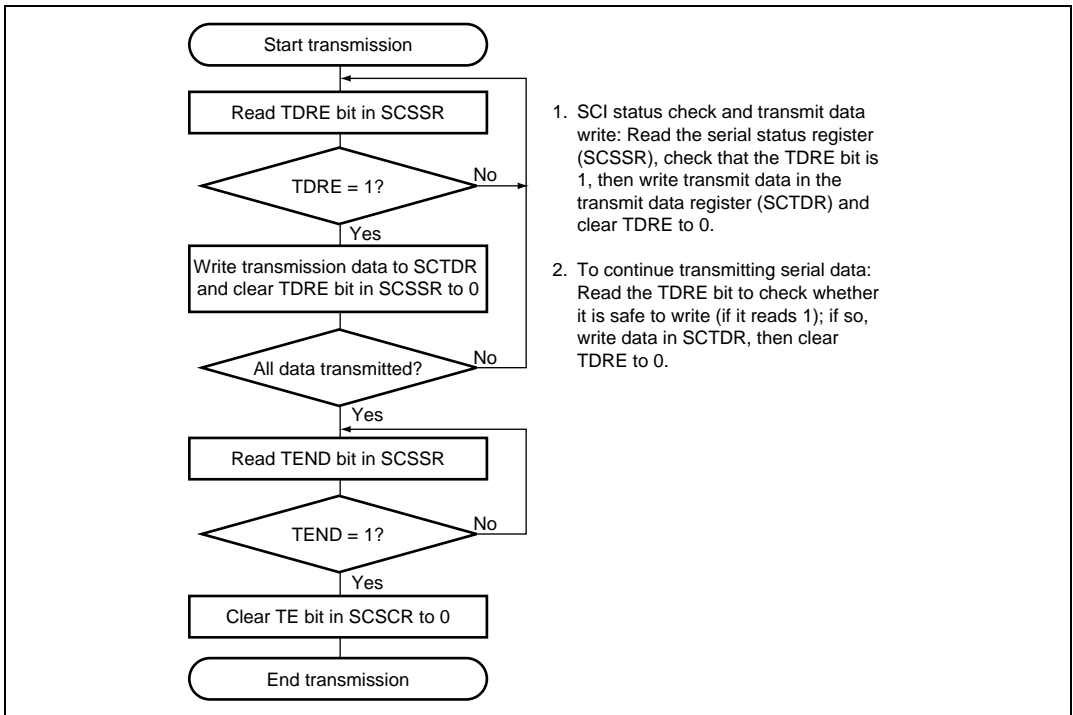 Start transmission
Read TDRE bit in SCSSR
TDRE = 1?
No
Yes
Write transmission data to SCTDR
and clear TDRE bit in SCSSR to 0
All data transmitted?
No
Yes
Read TEND bit in SCSSR
TEND = 1?
No
Yes
Clear TE bit in SCSCR to 0
End transmission
1. SCI status check and transmit data
write: Read the serial status register
(SCSSR), check that the TDRE bit is
1, then write transmit data in the
transmit data register (SCTDR) and
clear TDRE to 0.
2. To continue transmitting serial data:
Read the TDRE bit to check whether
it is safe to write (if it reads 1); if so,
write data in SCTDR, then clear
TDRE to 0.